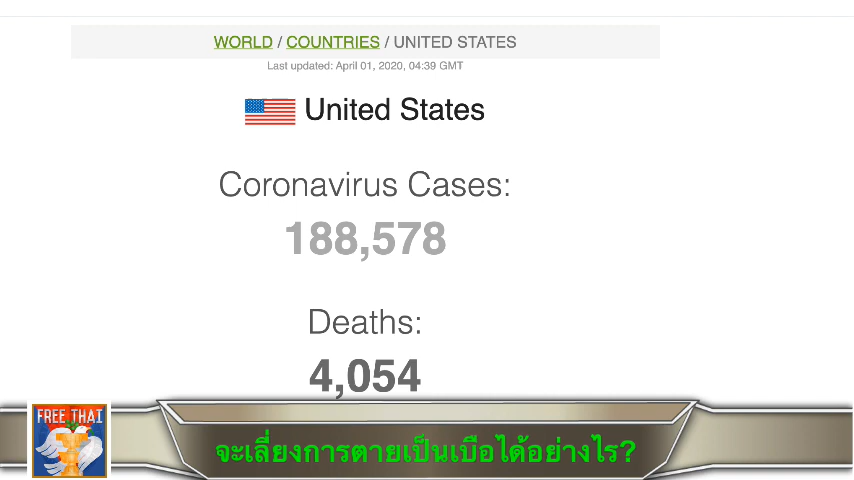 WORLD / COUNTRIES / UNITED STATES
Last updated: April 01, 2020, 04:39 GMT
United States
Coronavirus Cases:
188,578
Deaths:
4,054
FREE THAI
จะเลี่ยงการตายเป็นเบือได้อย่างไร?